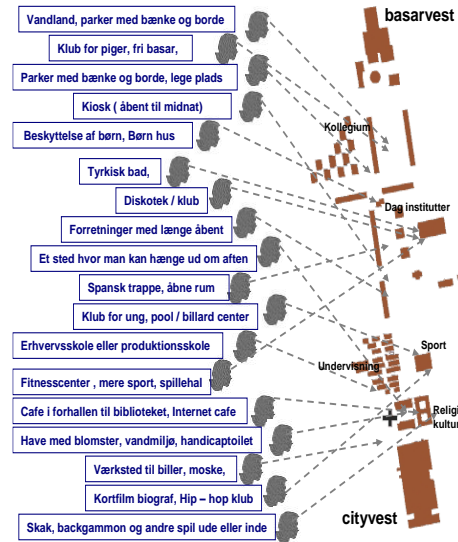 Vandland, parker med bænke og borde
basarvest
Klub for piger, fri basar,
Parker med bænke og borde, lege plads
Kiosk ( åbent til midnat)
Kollegium
Beskyttelse af børn, Børn hus
Tyrkisk bad,
Diskotek / klub
Dag institutter
Forretninger med længe åbent
Et sted hvor man kan hænge ud om aften
Spansk trappe, åbne rum
Klub for ung, pool / billard center
Erhvervsskole eller produktionsskole
Sport
Undervisning
Fitnesscenter , mere sport, spillehal
Cafe i forhallen til biblioteket, Internet cafe
Religi
kultur
Have med blomster, vandmiljø, handicaptoilet
Værksted til biller, moske,
Kortfilm biograf, Hip – hop klub
cityvest
Skak, backgammon og andre spil ude eller inde